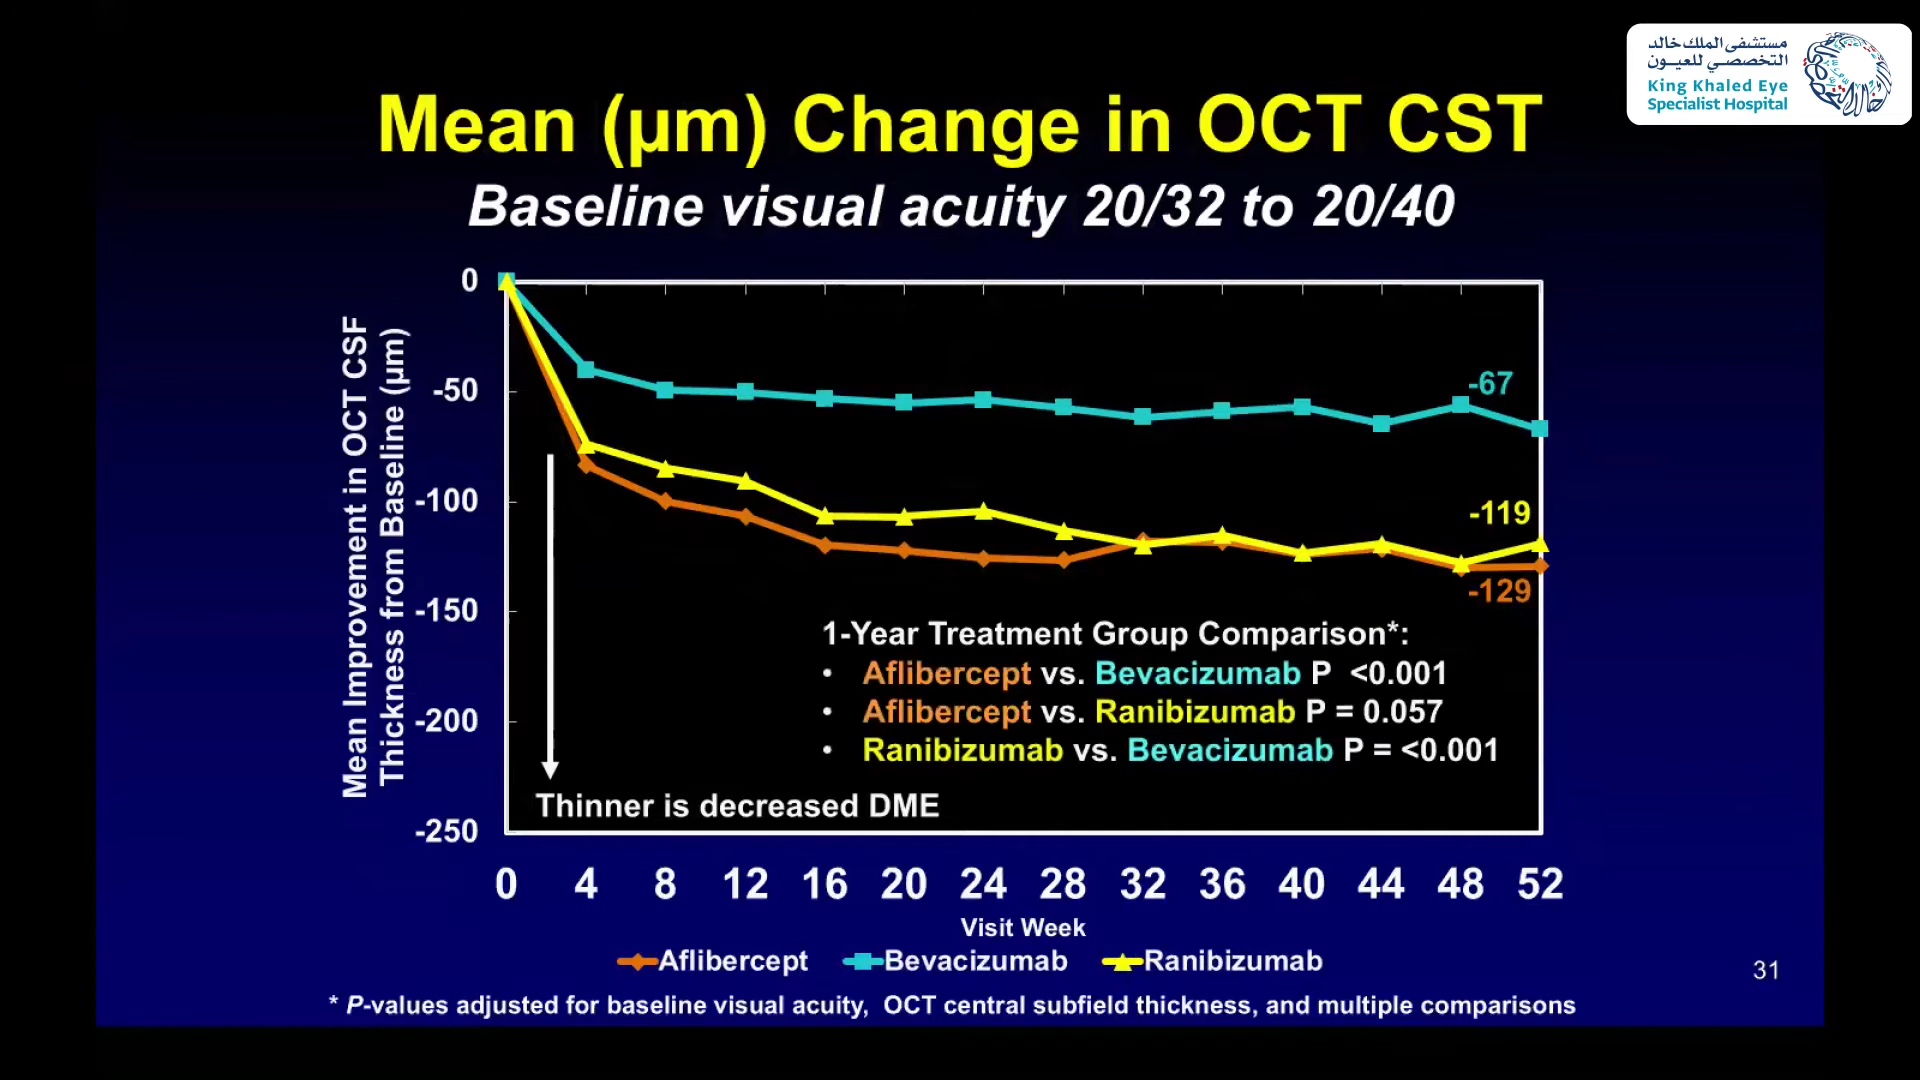 مستشفى الملك خالد
التخصصي للعيون
King Khaled Eye
Specialist Hospital
Mean (µm) Change in OCT CST
Baseline visual acuity 20/32 to 20/40
Mean Improvement in OCT CSF
Thickness from Baseline (µm)
0
-50
-100
-150
-200
-250
-67
-119
-129
1-Year Treatment Group Comparison*:
• Aflibercept vs. Bevacizumab P <0.001
• Aflibercept vs. Ranibizumab P = 0.057
• Ranibizumab vs. Bevacizumab P = <0.001
Thinner is decreased DME
0 4 8 12 16 20 24 28 32 36 40 44 48 52
Visit Week
Aflibercept Bevacizumab Ranibizumab
31
* P-values adjusted for baseline visual acuity, OCT central subfield thickness, and multiple comparisons